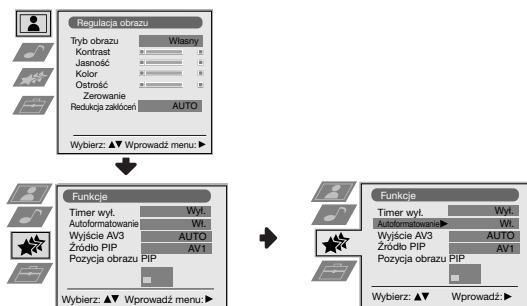 Regulacja obrazu
Tryb obrazu Własny
Kontrast
Jasność
Kolor
Ostrość
Zerowanie
Redukcja zakłóceń AUTO
Wybierz: ▲▼ Wprowadź menu: ▶
Funkcje
Timer wył. Wył.
Autoformatowanie Wł.
Wyjście AV3 AUTO
Źródło PIP AV1
Pozycja obrazu PIP
Wybierz: ▲▼ Wprowadź menu: ▶
Funkcje
Timer wył. Wył.
Autoformatowanie▶ Wł.
Wyjście AV3 AUTO
Źródło PIP AV1
Pozycja obrazu PIP
Wybierz: ▲▼ Wprowadź: ▶